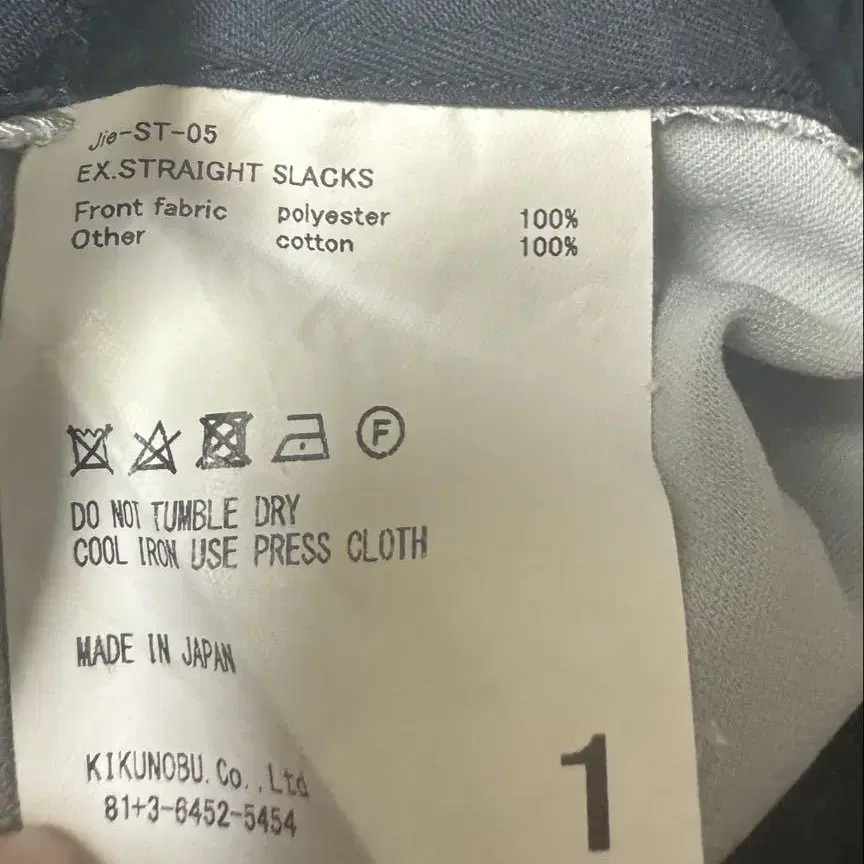 Jie-ST-05
EX.STRAIGHT SLACKS
Front fabric polyester 100%
Other cotton 100%
F
DO NOT TUMBLE DRY
COOL IRON USE PRESS CLOTH
MADE IN JAPAN
KIKUNOBU.Co.,Ltd
81+3-6452-5454
1